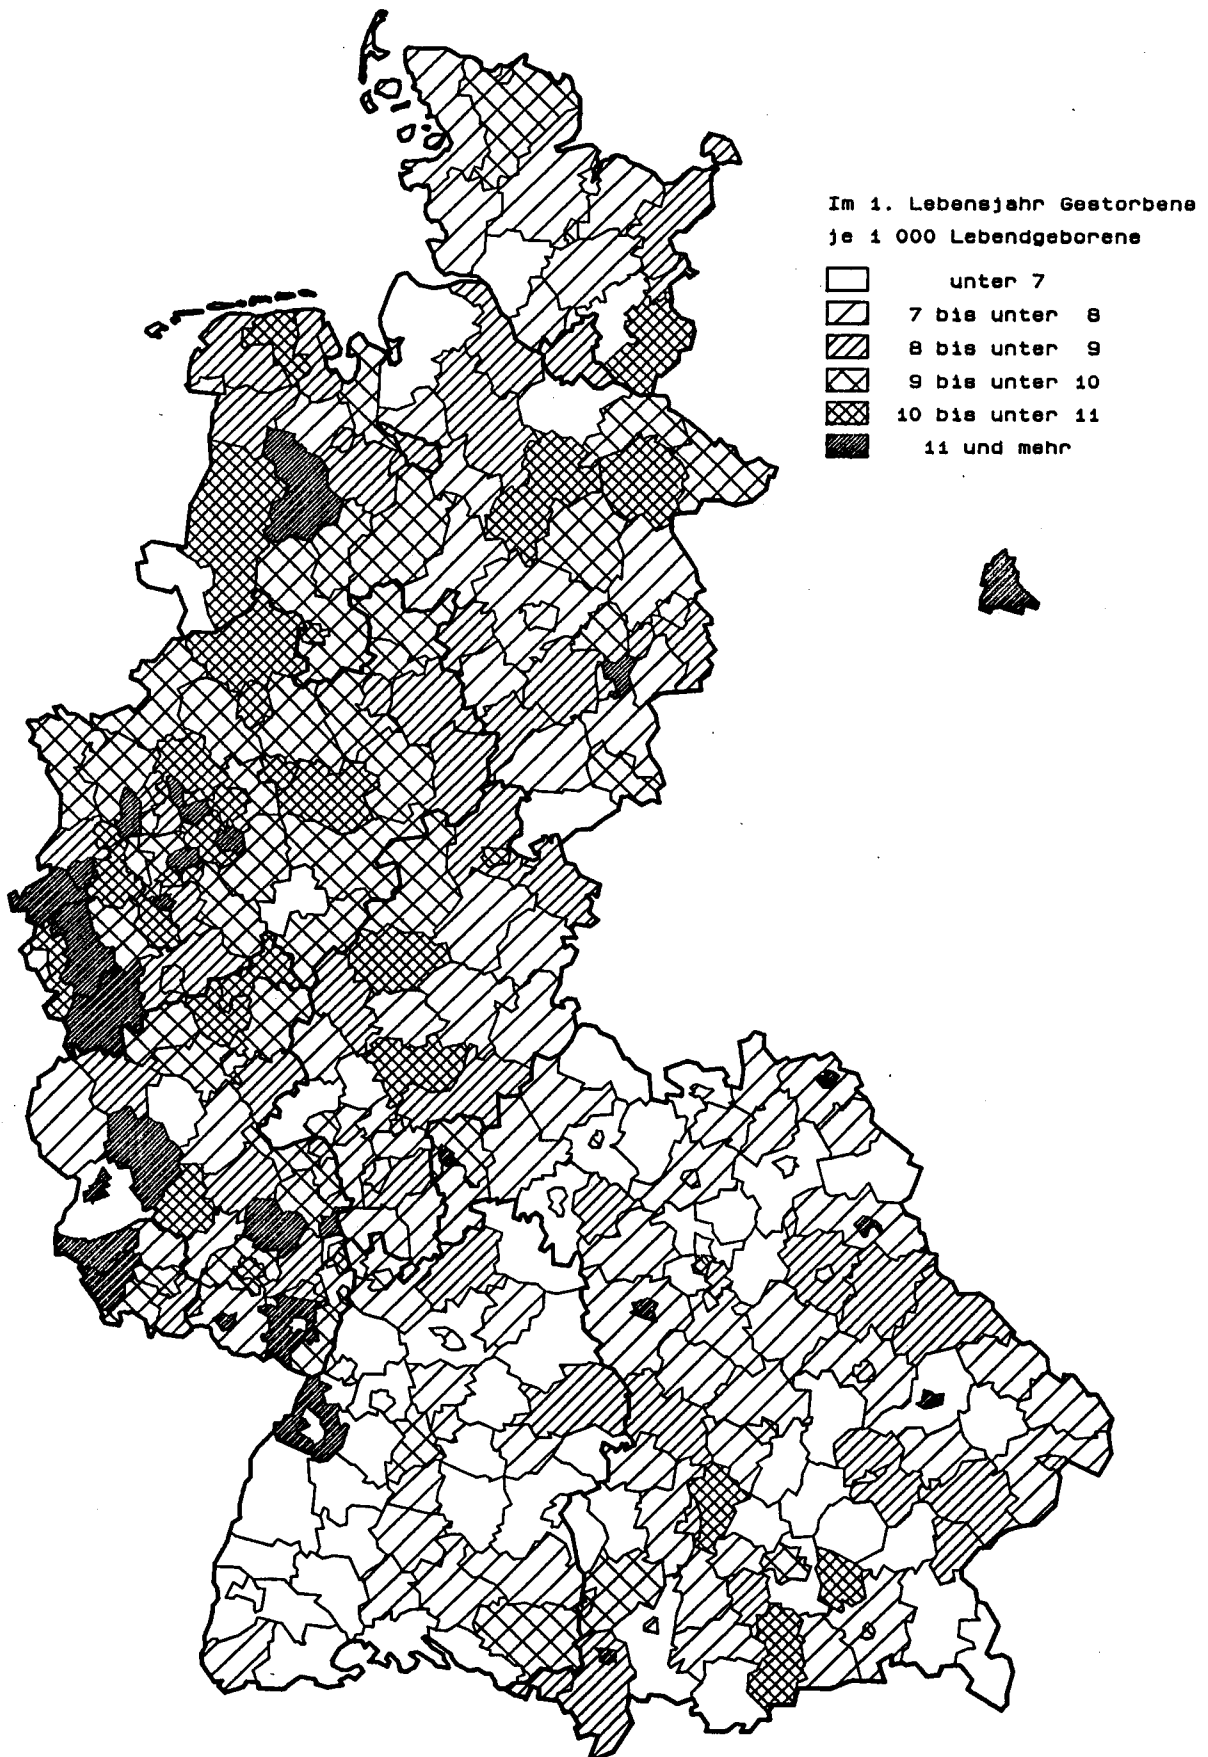 Im 1. Lebensjahr Gestorbene
je 1 000 Lebendgeborene
unter 7
7 bis unter 8
8 bis unter 9
9 bis unter 10
10 bis unter 11
11 und mehr